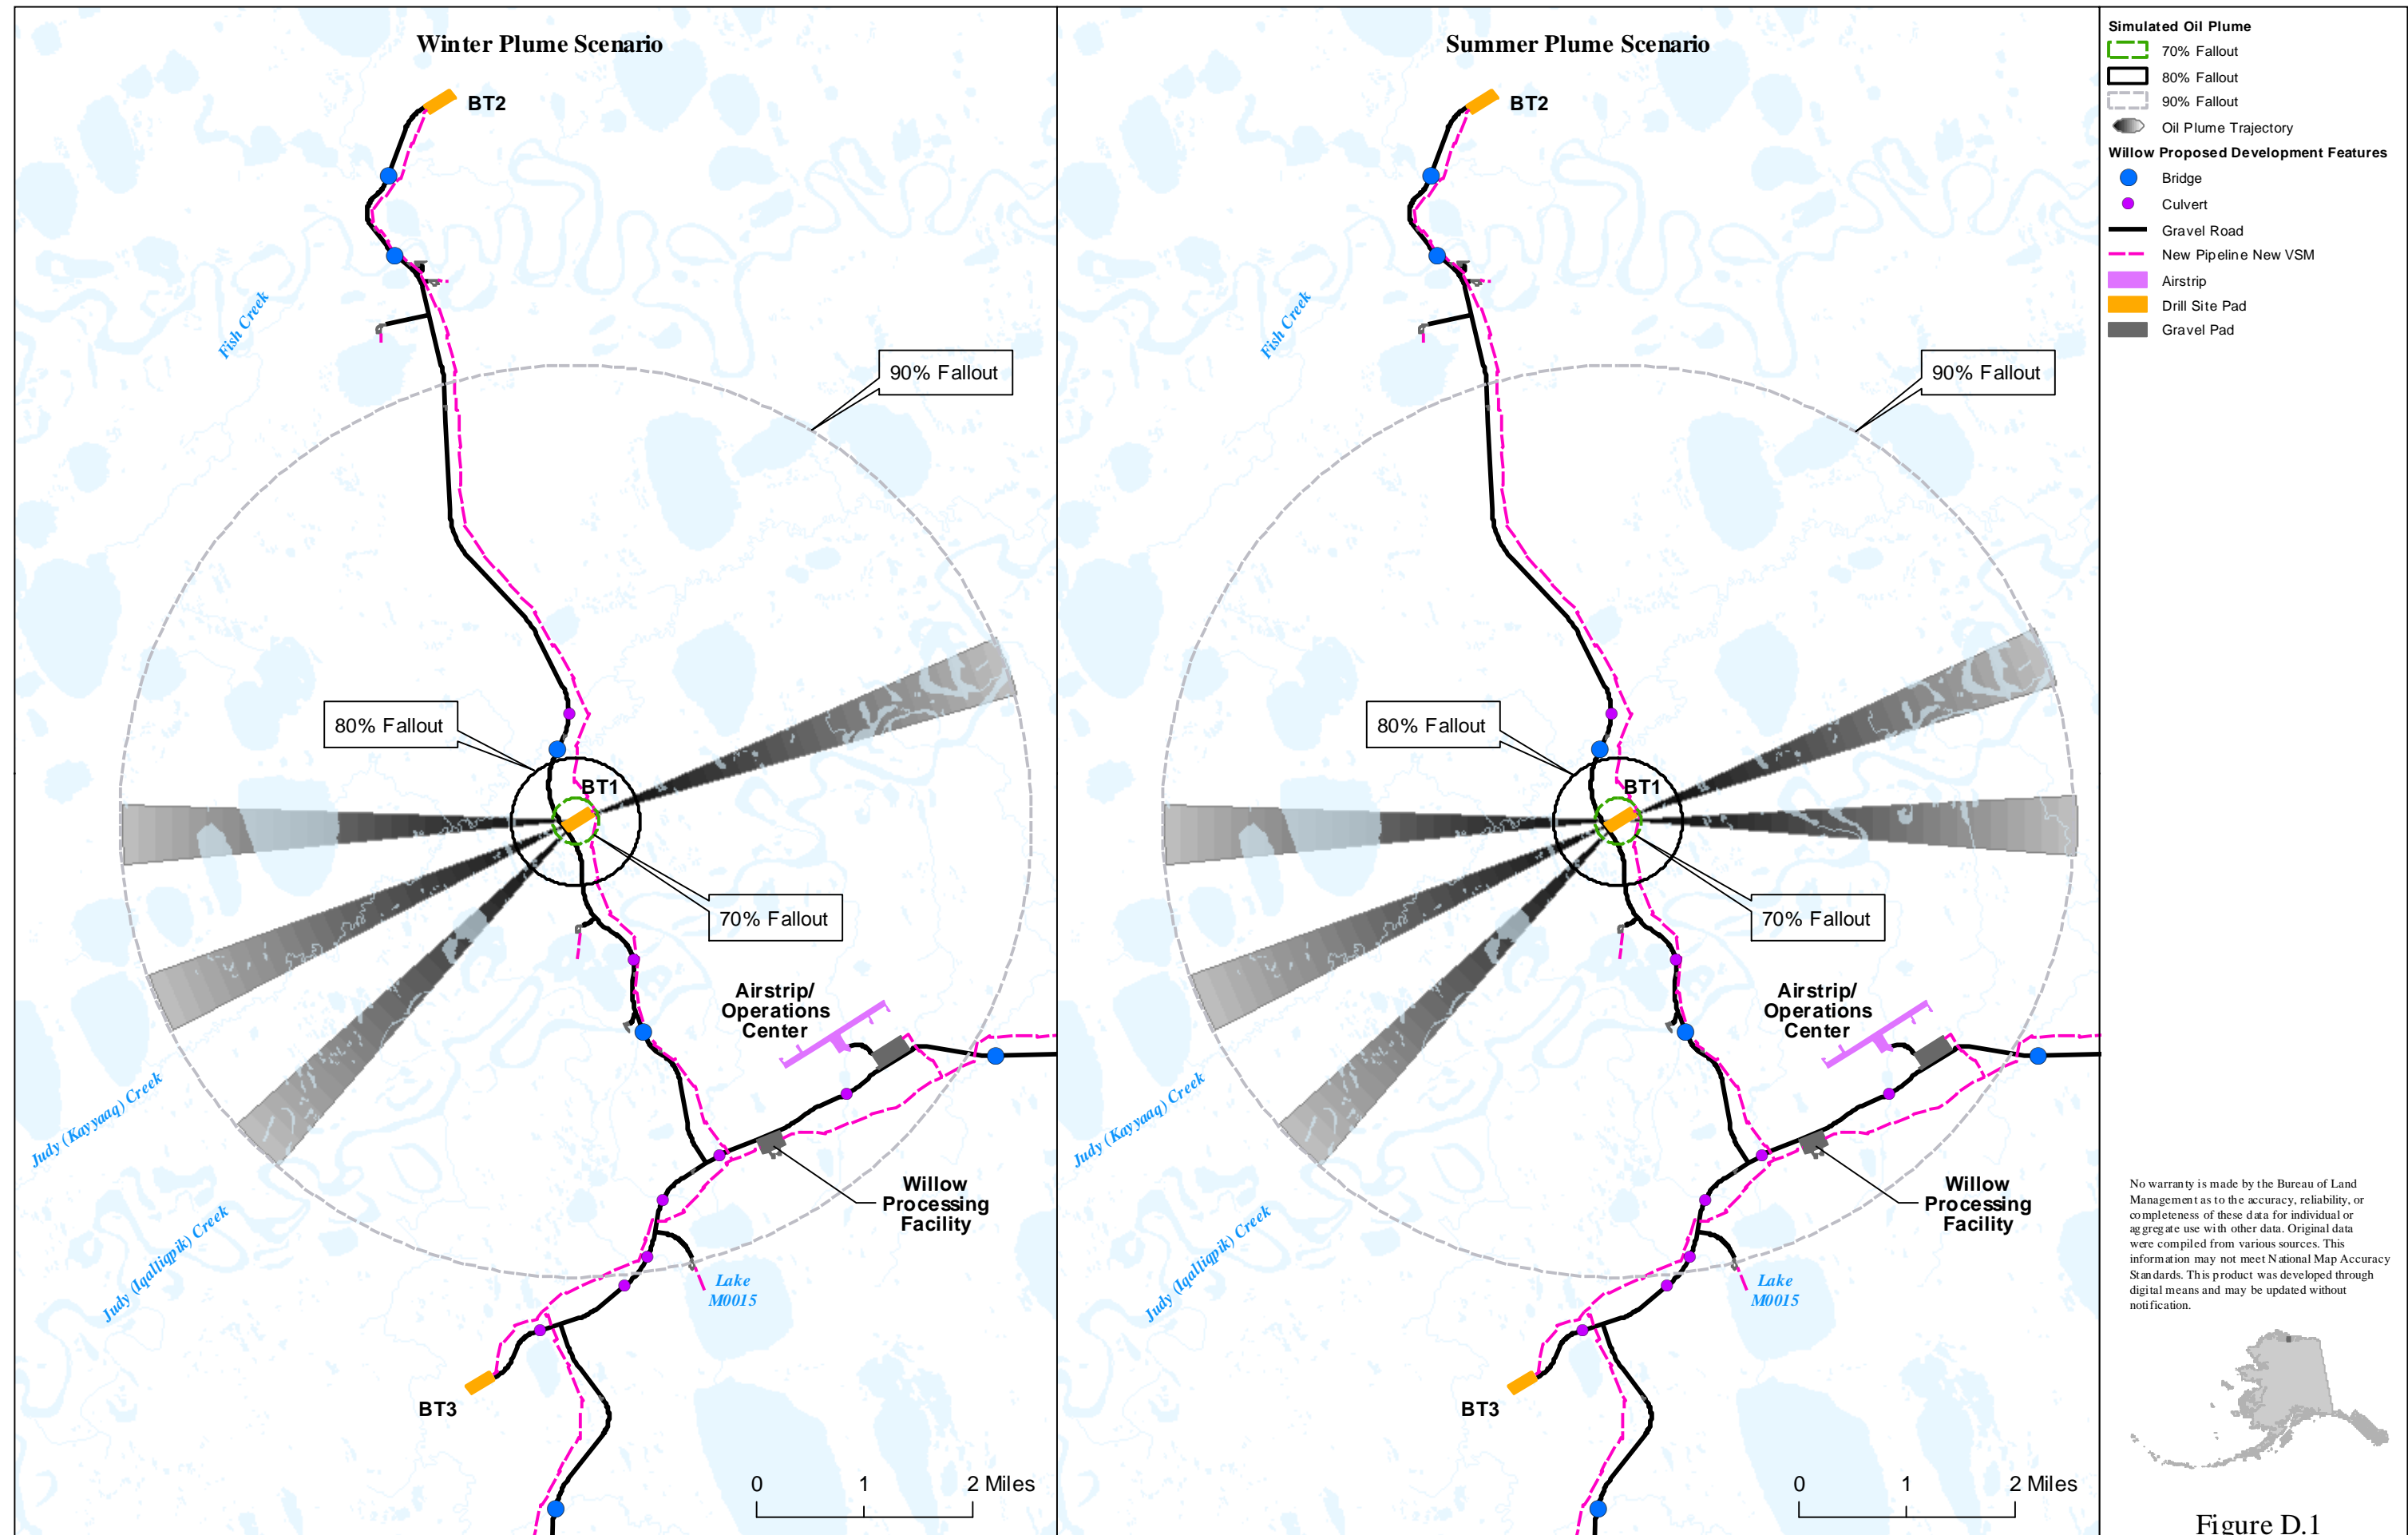 Winter Plume Scenario
BT2
Fish Creek
90% Fallout
80% Fallout
BT1
70% Fallout
Airstrip/
Operations
Center
Judy (Kayyaaq) Creek
Willow
Processing
Facility
Judy (Iqalliqpik) Creek
Lake
M0015
BT3
0 1 2 Miles
Summer Plume Scenario
BT2
Fish Creek
90% Fallout
80% Fallout
BT1
70% Fallout
Airstrip/
Operations
Center
Judy (Kayyaaq) Creek
Willow
Processing
Facility
Judy (Iqalliqpik) Creek
Lake
M0015
BT3
0 1 2 Miles
Simulated Oil Plume
70% Fallout
80% Fallout
90% Fallout
Oil Plume Trajectory
Willow Proposed Development Features
Bridge
Culvert
Gravel Road
New Pipeline New VSM
Airstrip
Drill Site Pad
Gravel Pad
No warranty is made by the Bureau of Land
Management as to the accuracy, reliability, or
completeness of these data for individual or
aggregate use with other data. Original data
were compiled from various sources. This
information may not meet National Map Accuracy
Standards. This product was developed through
digital means and may be updated without
notification.
Figure D.1